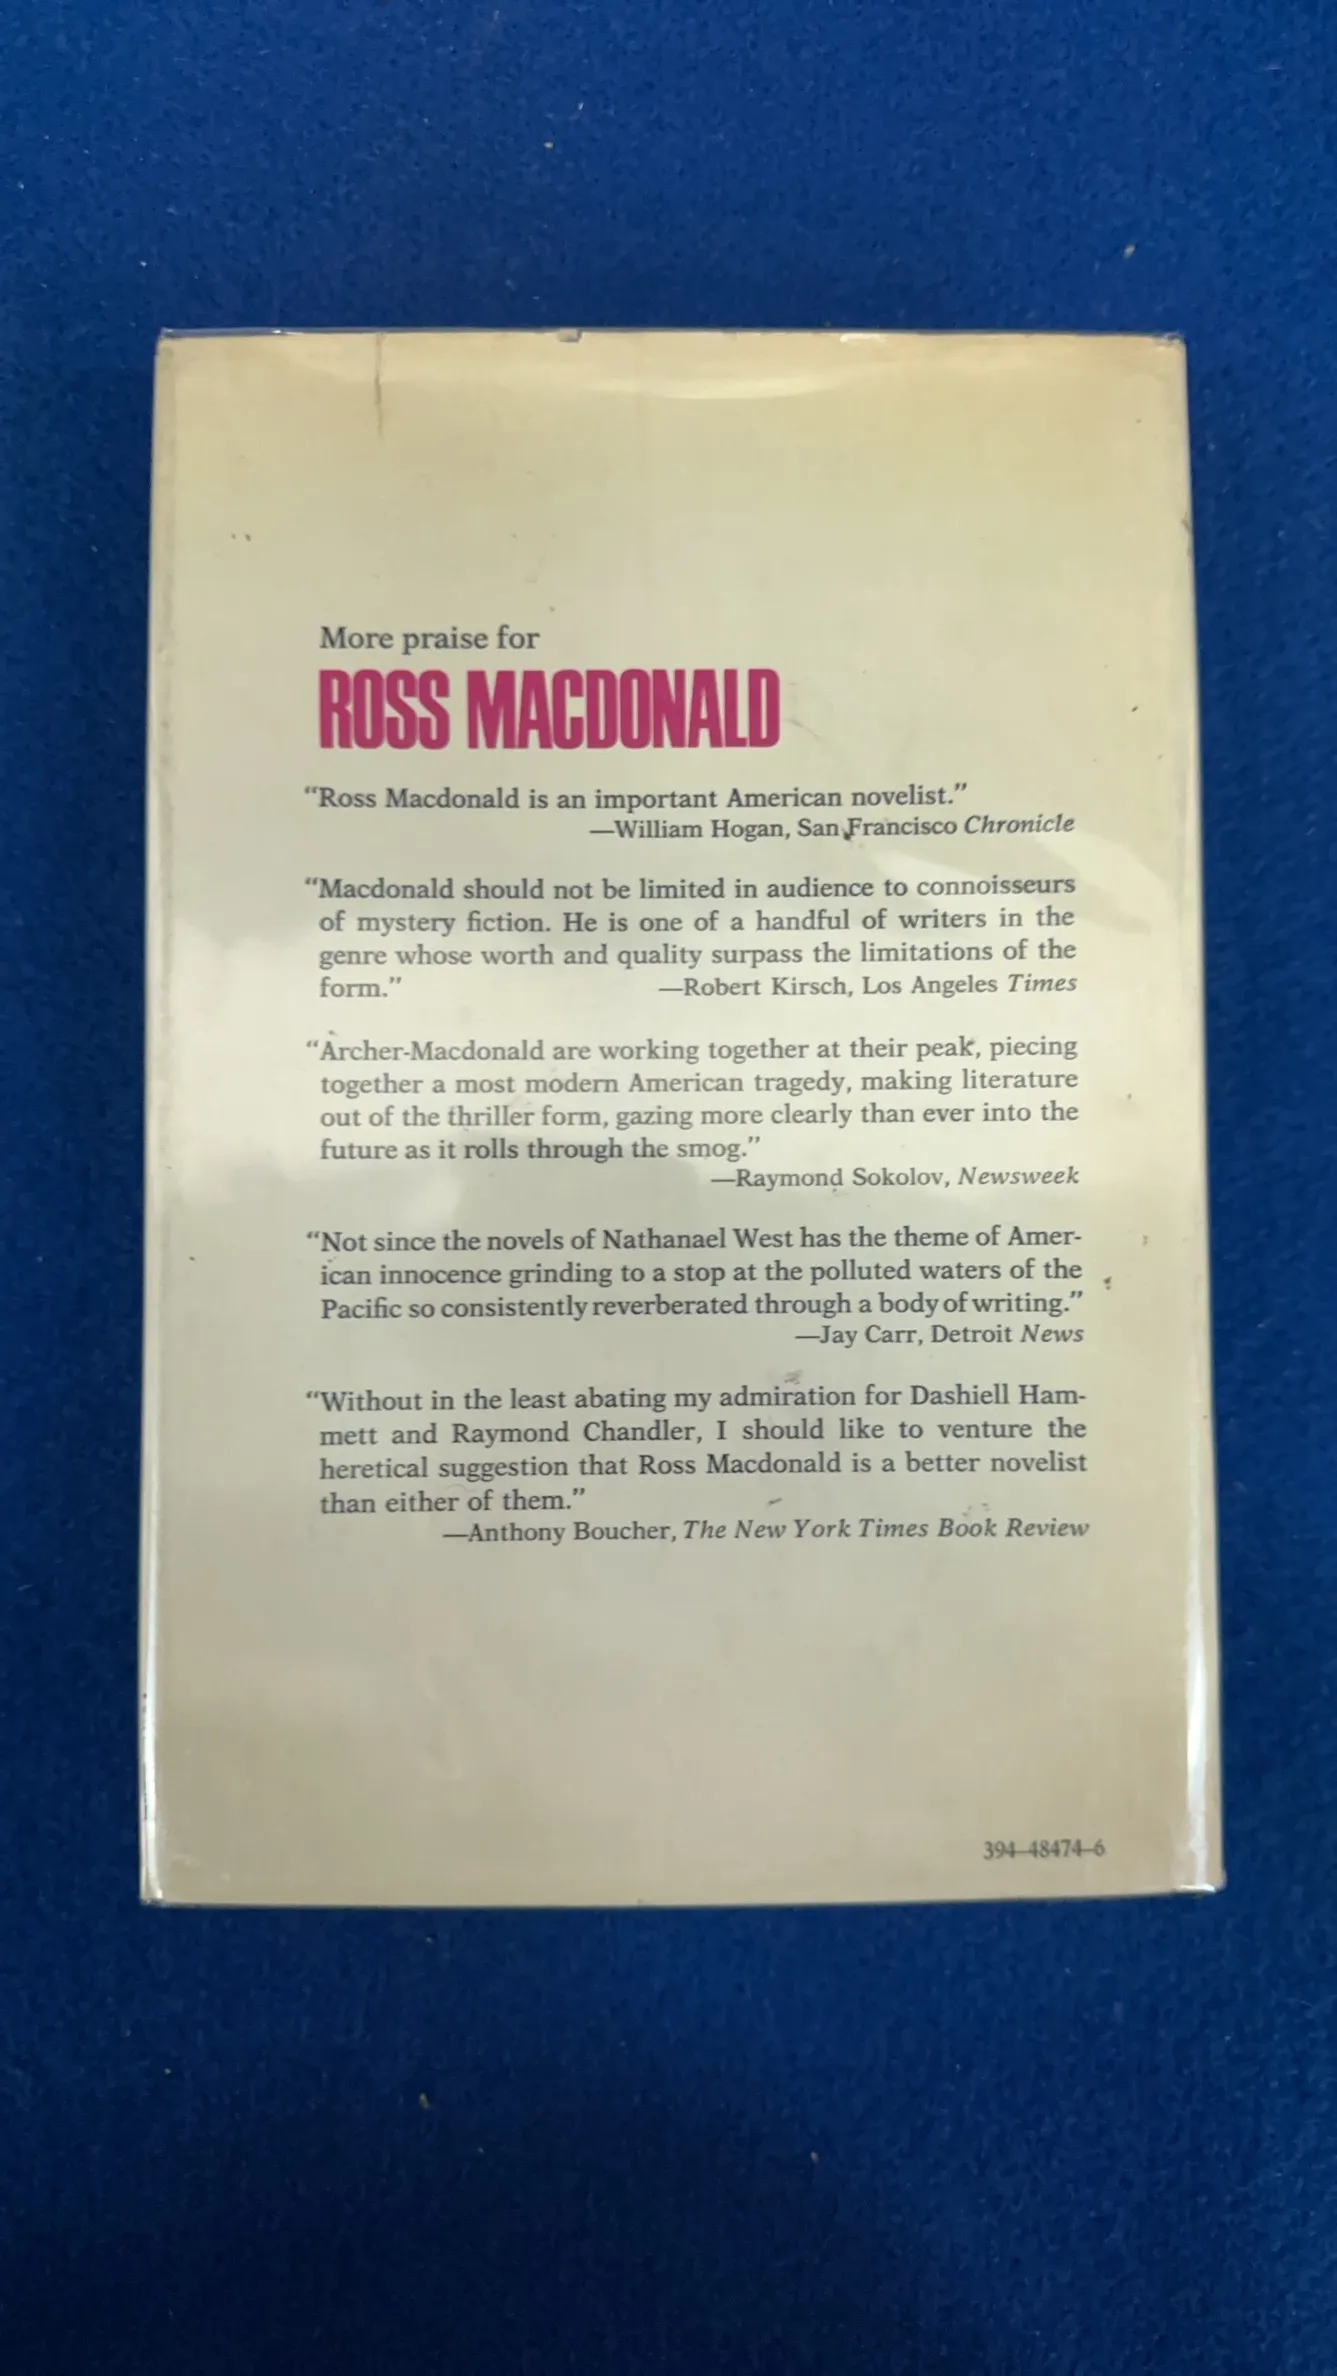 More praise for
ROSS MACDONALD
“Ross Macdonald is an important American novelist.”
—William Hogan, San Francisco Chronicle
“Macdonald should not be limited in audience to connoisseurs
of mystery fiction. He is one of a handful of writers in the
genre whose worth and quality surpass the limitations of the
form.” —Robert Kirsch, Los Angeles Times
“Archer-Macdonald are working together at their peak, piecing
together a most modern American tragedy, making literature
out of the thriller form, gazing more clearly than ever into the
future as it rolls through the smog.”
—Raymond Sokolov, Newsweek
“Not since the novels of Nathanael West has the theme of Amer-
ican innocence grinding to a stop at the polluted waters of the
Pacific so consistently reverberated through a body of writing.”
—Jay Carr, Detroit News
“Without in the least abating my admiration for Dashiell Ham-
mett and Raymond Chandler, I should like to venture the
heretical suggestion that Ross Macdonald is a better novelist
than either of them.”
—Anthony Boucher, The New York Times Book Review
394-48474-6